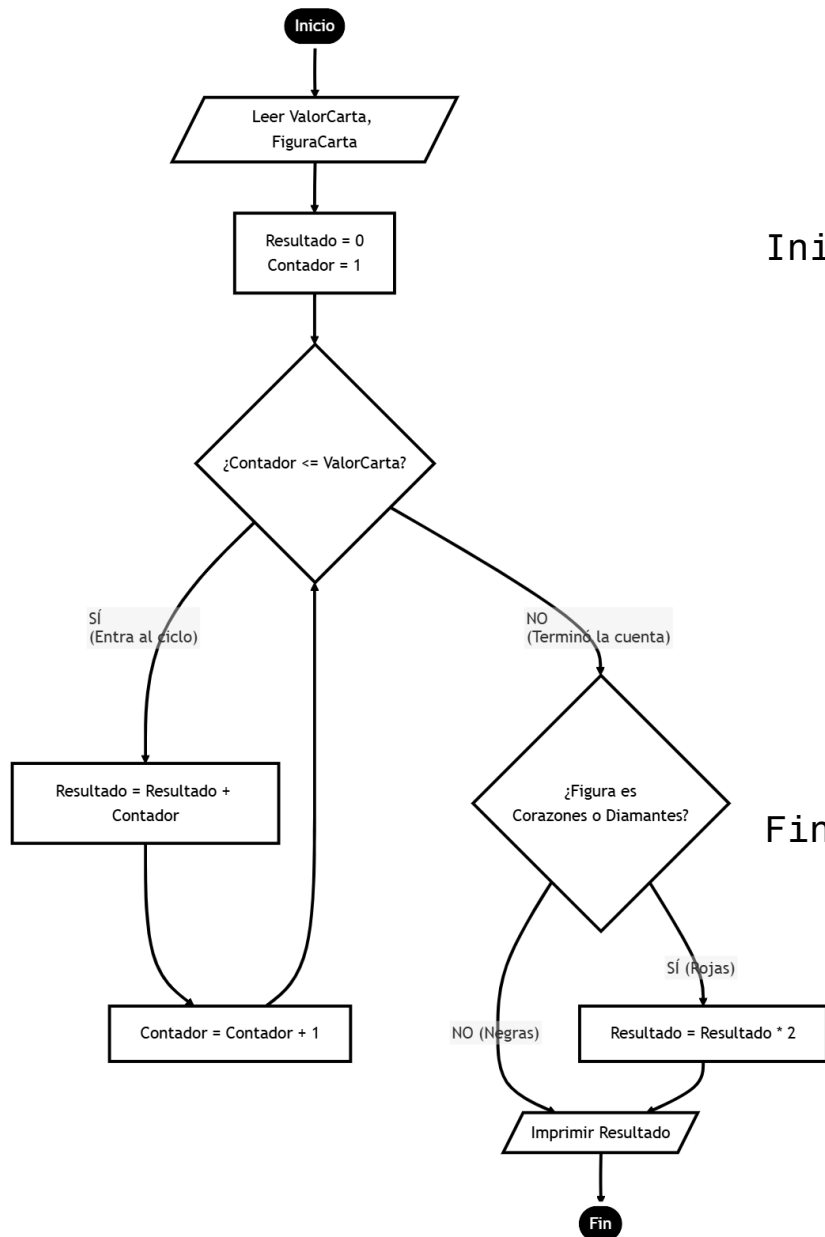 Inicio
Leer ValorCarta,
FiguraCarta
Resultado = 0
Contador = 1
¿Contador <= ValorCarta?
SÍ
(Entra al ciclo)
NO
(Terminó la cuenta)
Resultado = Resultado +
Contador
¿Figura es
Corazones o Diamantes?
SÍ (Rojas)
Contador = Contador + 1
NO (Negras)
Resultado = Resultado * 2
Imprimir Resultado
Fin
Ini
Fin